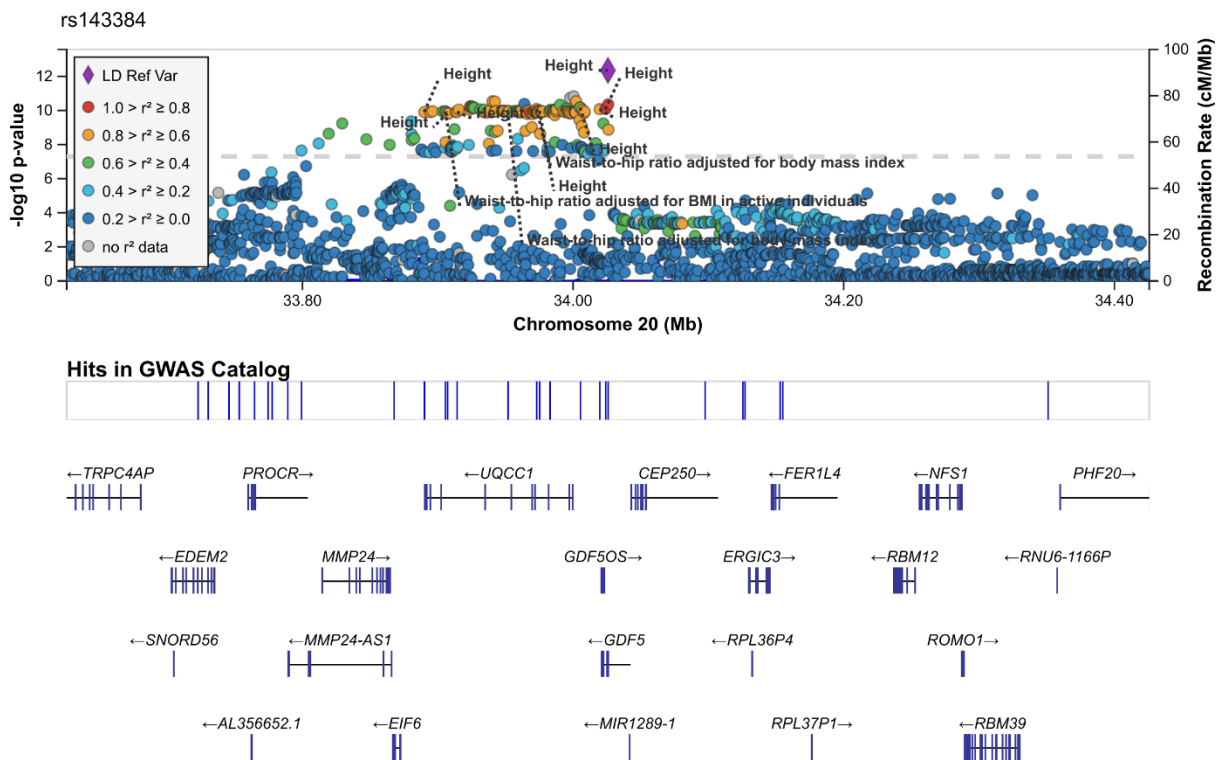 rs143384
-log10 p-value
12
10
8
6
4
2
0
LD Ref Var
1.0 > r² ≥ 0.8
0.8 > r² ≥ 0.6
0.6 > r² ≥ 0.4
0.4 > r² ≥ 0.2
0.2 > r² ≥ 0.0
no r² data
Height
Height
Height
Height
Height
Height
Height
Waist-to-hip ratio adjusted for body mass index
Height
Waist-to-hip ratio adjusted for BMI in active individuals
Waist-to-hip ratio adjusted for body mass index
100
80
60
40
20
0
Recombination Rate (cM/Mb)
33.80 34.00 34.20 34.40
Chromosome 20 (Mb)
Hits in GWAS Catalog
←TRPC4AP PROCR→ ←UQCC1 CEP250→ ←FER1L4 ←NFS1 PHF20→
←EDEM2 MMP24→ GDF5OS→ ERGIC3→ ←RBM12 ←RNU6-1166P
←SNORD56 ←MMP24-AS1 ←GDF5 ←RPL36P4 ROMO1→
←AL356652.1 ←EIF6 ←MIR1289-1 RPL37P1→ ←RBM39